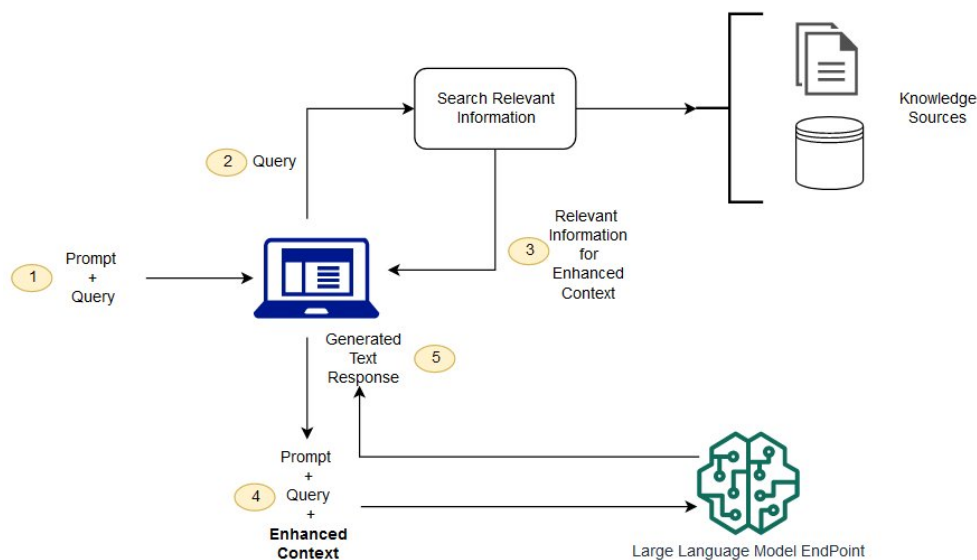 Search Relevant
Information
Knowledge
Sources
2
Query
1
Prompt
+
Query
3
Relevant
Information
for
Enhanced
Context
Generated
Text
Response
5
4
Prompt
+
Query
+
Enhanced
Context
Large Language Model EndPoint